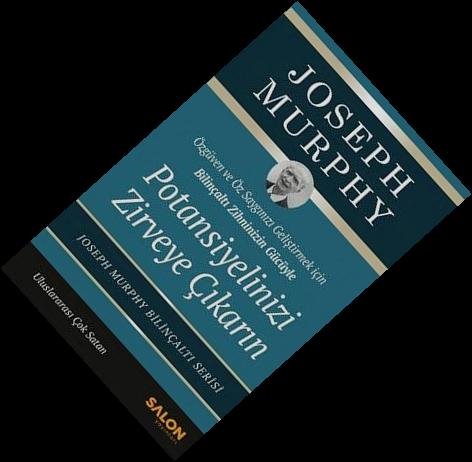 JOSEPH
MURPHY
Özgüven ve Öz Saygınızı Geliştirmek için
Bilinçaltı Zihninizin Gücüyle
Potansiyelinizi
Zirveye Çıkarın
JOSEPH MURPHY BİLİNÇALTI SERİSİ
Uluslararası Çok Satan
SALON
YAYINLARI